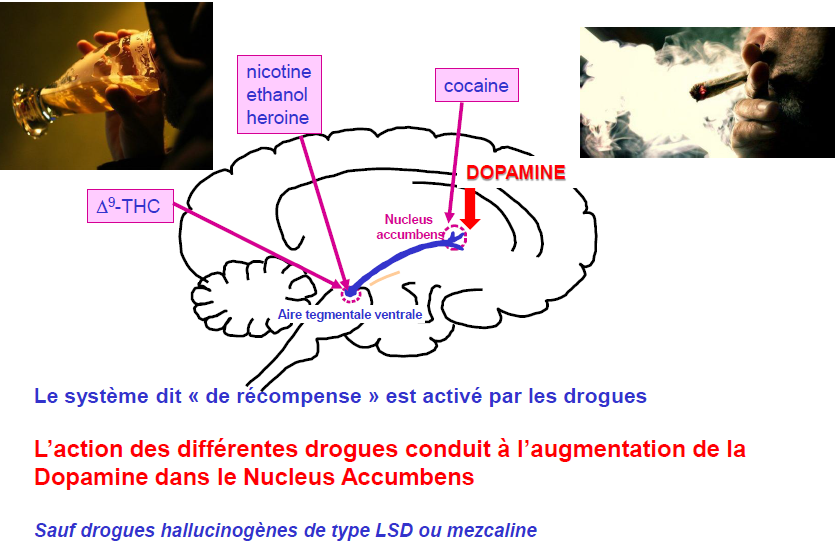 nicotine
ethanol
heroine
cocaine
DOPAMINE
Δ⁹-THC
Nucleus
accumbens
Aire tegmentale ventrale
Le système dit « de récompense » est activé par les drogues
L’action des différentes drogues conduit à l’augmentation de la
Dopamine dans le Nucleus Accumbens
Sauf drogues hallucinogènes de type LSD ou mezcaline